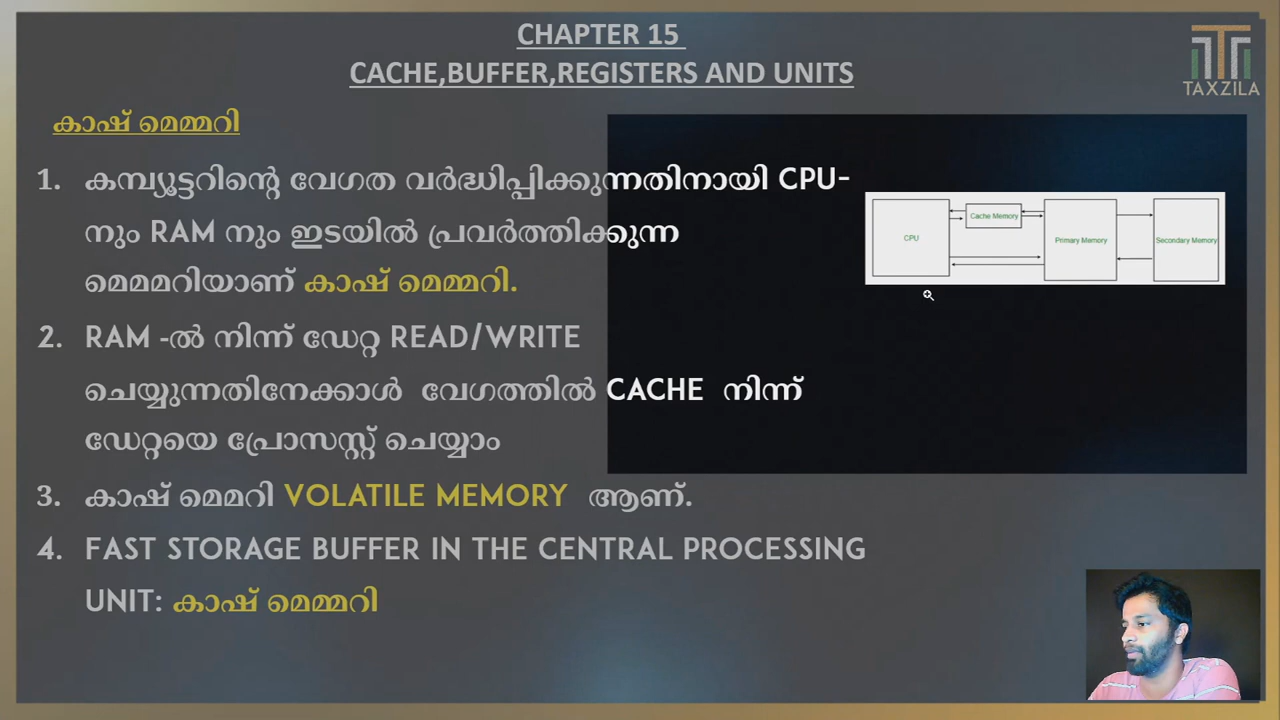 CHAPTER 15
CACHE,BUFFER,REGISTERS AND UNITS
TAXZILA
കാഷ് മെമ്മറി
1. കമ്പ്യൂട്ടറിന്റെ വേഗത വർദ്ധിപ്പിക്കുന്നതിനായി CPU-
നും RAM നും ഇടയിൽ പ്രവർത്തിക്കുന്ന
മെമമറിയാണ് കാഷ് മെമ്മറി.
CPU
Cache Memory
Primary Memory
Secondary Memory
2. RAM -ൽ നിന്ന് ഡേറ്റ READ/WRITE
ചെയ്യുന്നതിനേക്കാൾ വേഗത്തിൽ CACHE നിന്ന്
ഡേറ്റയെ പ്രോസസ്സ് ചെയ്യാം
3. കാഷ് മെമറി VOLATILE MEMORY ആണ്.
4. FAST STORAGE BUFFER IN THE CENTRAL PROCESSING
UNIT: കാഷ് മെമ്മറി